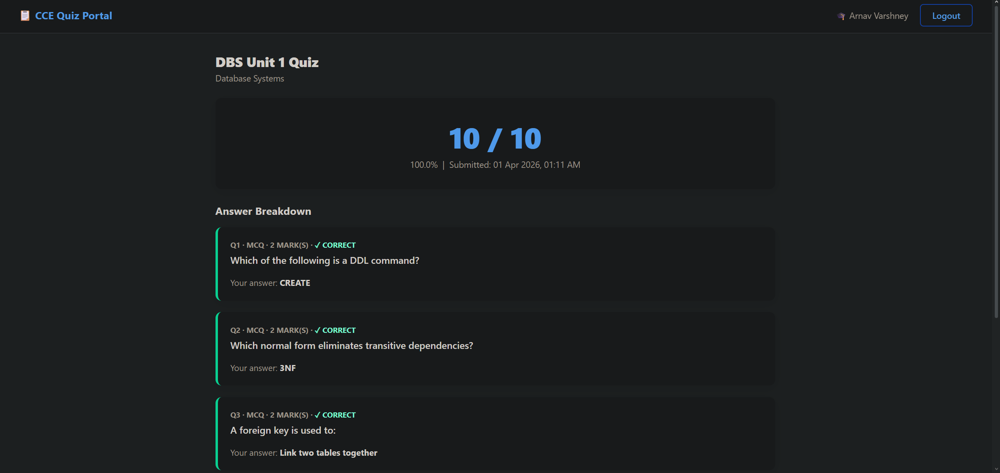 CCE Quiz Portal
Arnav Varshney
Logout
DBS Unit 1 Quiz
Database Systems
10 / 10
100.0% | Submitted: 01 Apr 2026, 01:11 AM
Answer Breakdown
Q1 · MCQ · 2 MARK(S) · ✓ CORRECT
Which of the following is a DDL command?
Your answer: CREATE
Q2 · MCQ · 2 MARK(S) · ✓ CORRECT
Which normal form eliminates transitive dependencies?
Your answer: 3NF
Q3 · MCQ · 2 MARK(S) · ✓ CORRECT
A foreign key is used to:
Your answer: Link two tables together